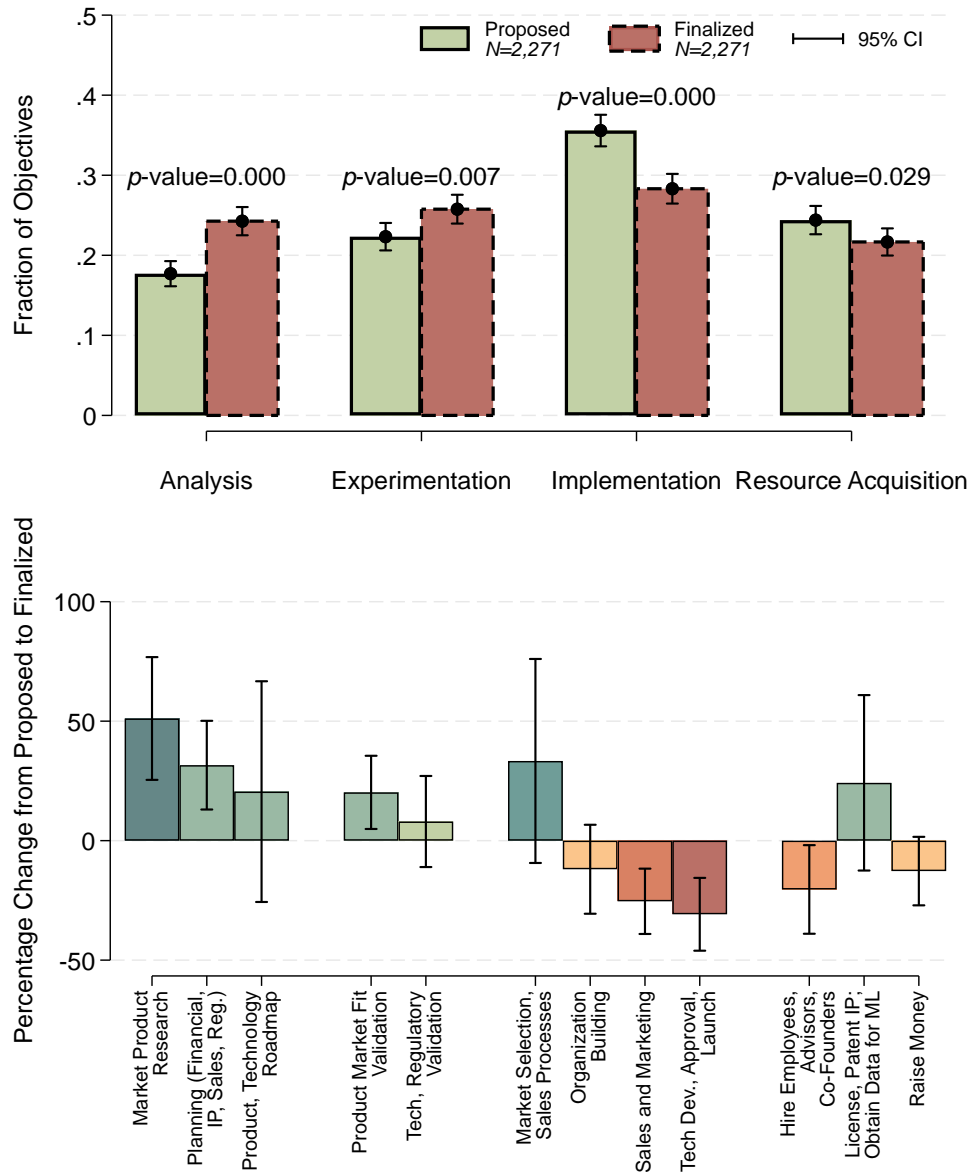 Proposed
N=2,271
Finalized
N=2,271
95% CI
Fraction of Objectives
.5
.4
.3
.2
.1
0
p-value=0.000
p-value=0.007
p-value=0.000
p-value=0.029
Analysis
Experimentation
Implementation
Resource Acquisition
Percentage Change from Proposed to Finalized
100
50
0
-50
Market Product
Research
Planning (Financial,
IP, Sales, Reg.)
Product, Technology
Roadmap
Product Market Fit
Validation
Tech, Regulatory
Validation
Market Selection,
Sales Processes
Organization
Building
Sales and Marketing
Tech Dev., Approval,
Launch
Hire Employees,
Advisors,
Co-Founders
License, Patent IP;
Obtain Data for ML
Raise Money